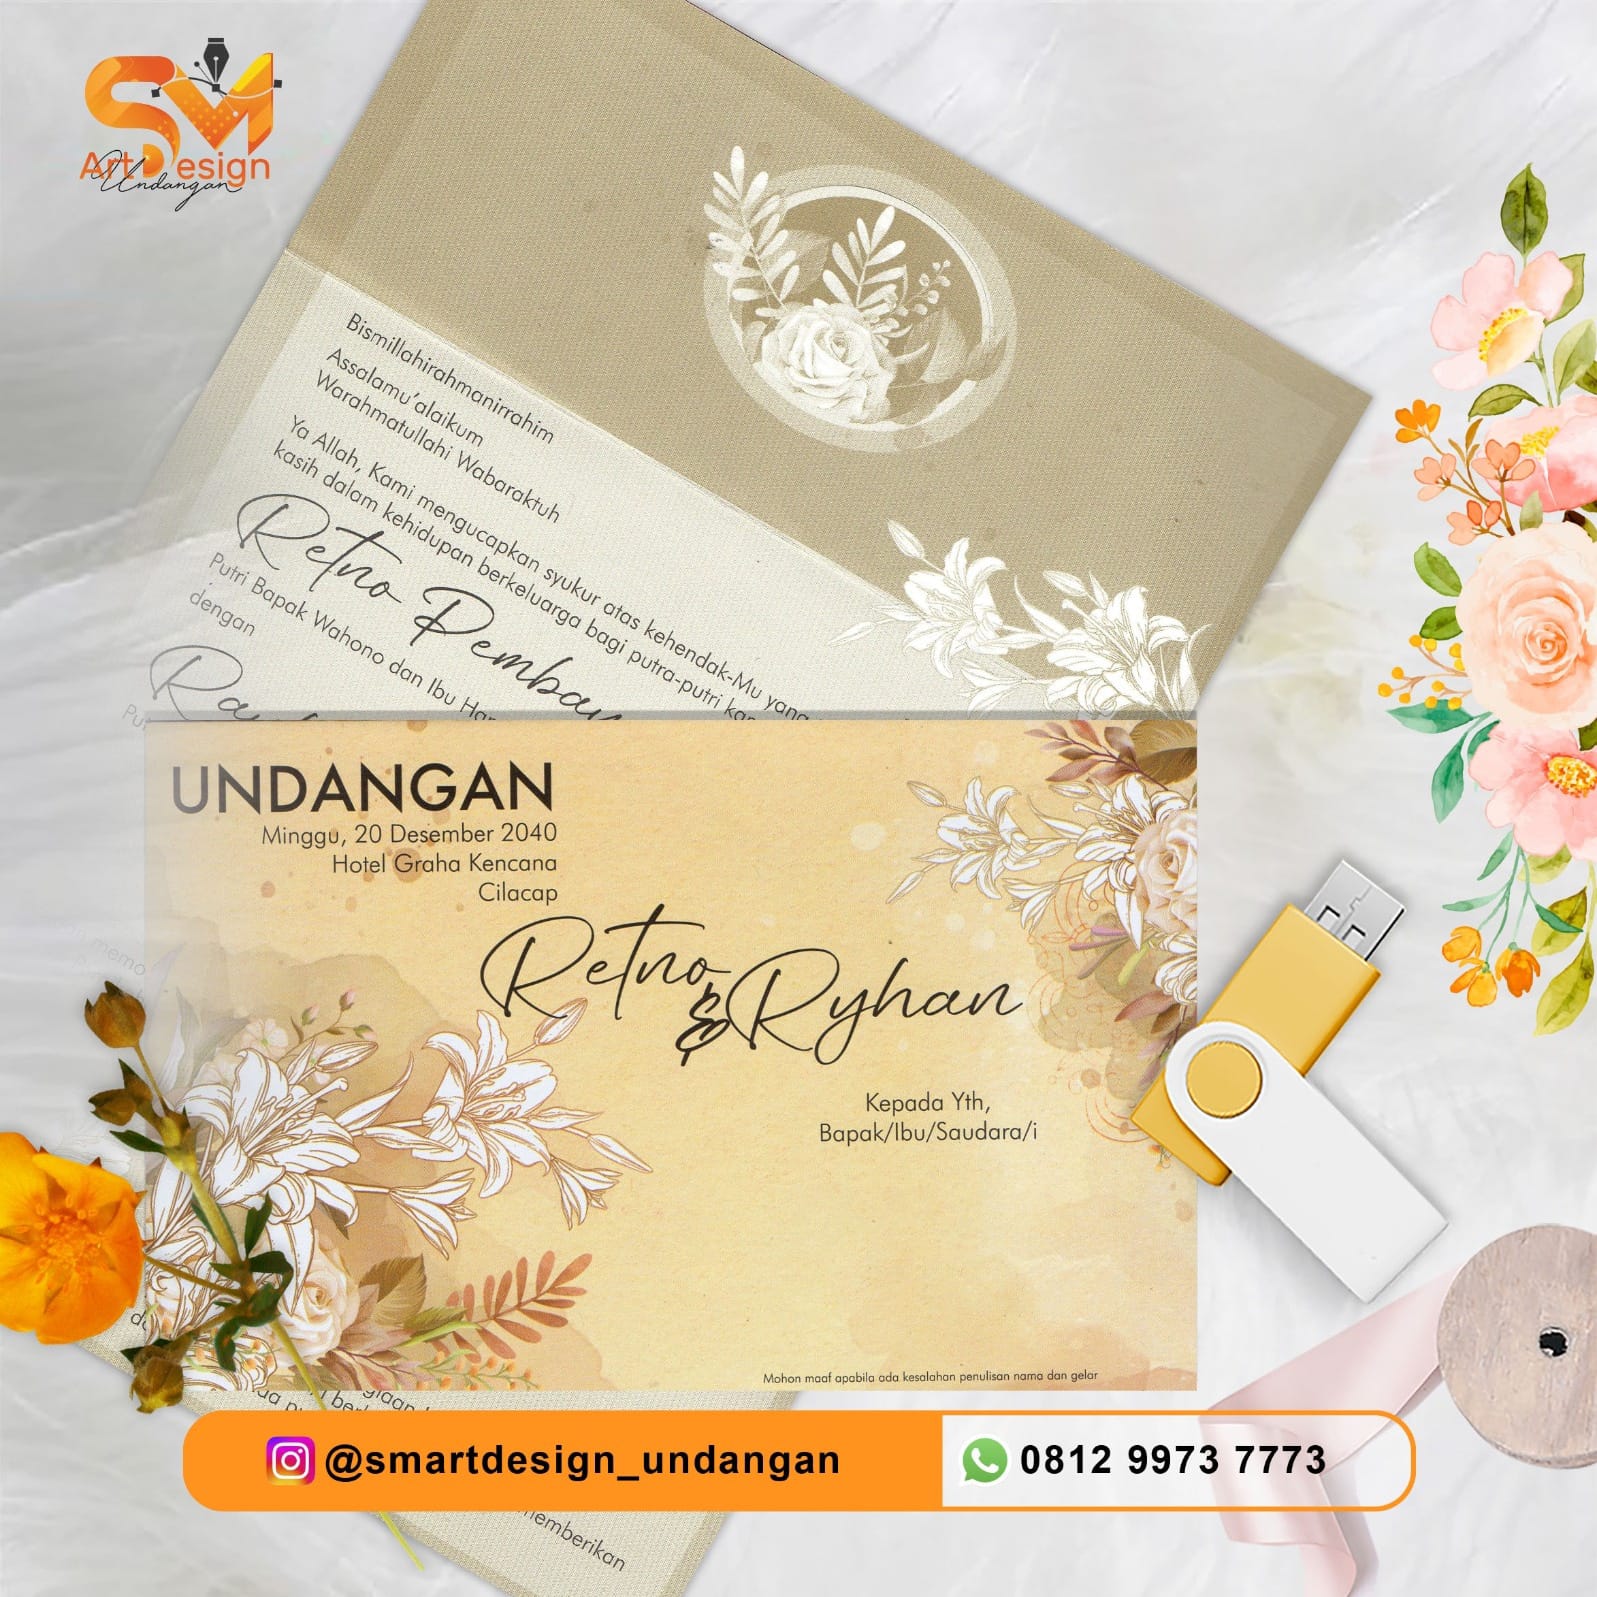 SM
ArtDesign
Undangan
Bismillahirahmanirrahim
Assalamu'alaikum
Warahmatullahi Wabaraktuh
Ya Allah, Kami mengucapkan syukur atas kehendak-Mu yang
kasih dalam kehidupan berkeluarga bagi putra-putri
Retno
Putri Bapak Wahono dan Ibu
dengan
UNDANGAN
Minggu, 20 Desember 2040
Hotel Graha Kencana
Cilacap
Retno
&Ryhan
Kepada Yth,
Bapak/Ibu/Saudara/i
Mohon maaf apabila ada kesalahan penulisan nama dan gelar
@smartdesign_undangan
0812 9973 7773
memberikan